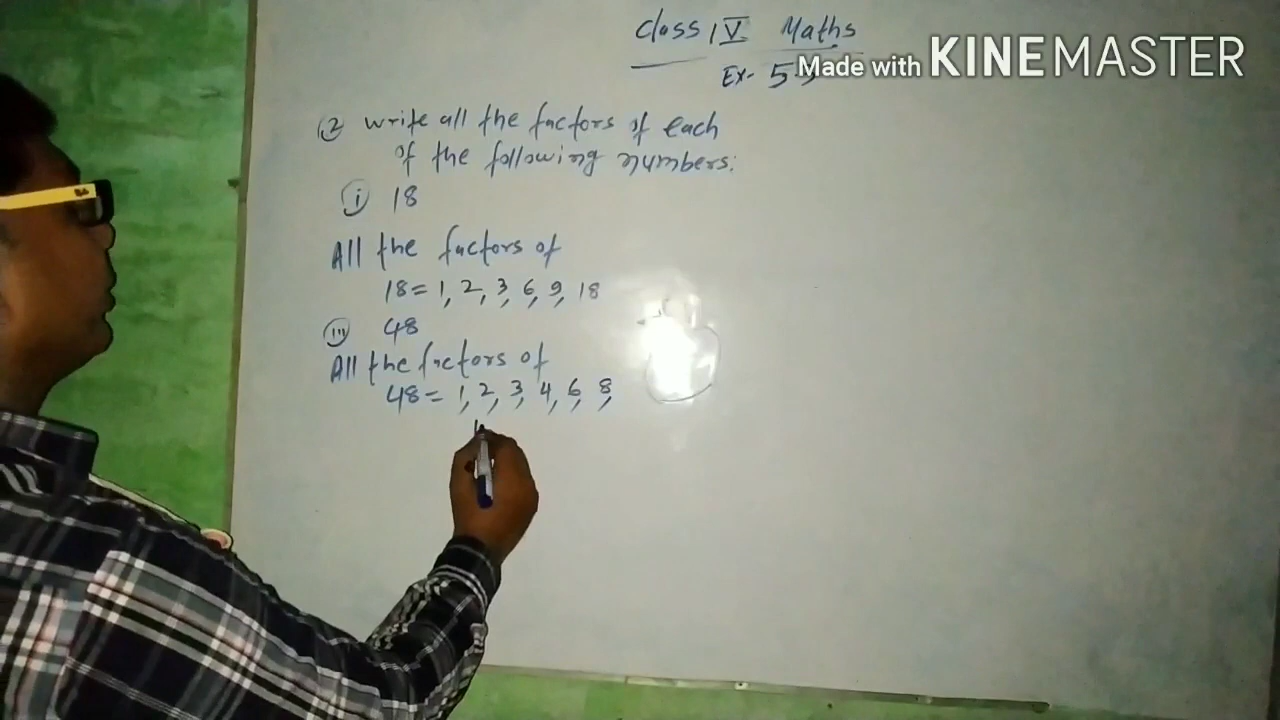 Class IV Maths
Made with KINEMASTER
Ex- 5.
② Write all the factors of each
of the following numbers:
(i) 18
All the factors of
18 = 1, 2, 3, 6, 9, 18
(iii) 48
All the factors of
48 = 1, 2, 3, 4, 6, 8,
1